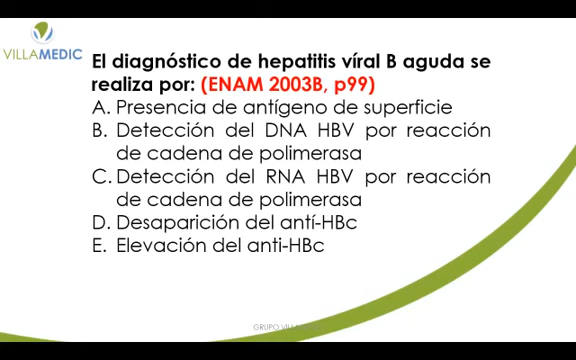 VILLAMEDIC
El diagnóstico de hepatitis víral B aguda se
realiza por: (ENAM 2003B, p99)
A. Presencia de antígeno de superficie
B. Detección del DNA HBV por reacción
de cadena de polimerasa
C. Detección del RNA HBV por reacción
de cadena de polimerasa
D. Desaparición del antí-HBc
E. Elevación del anti-HBc
GRUPO